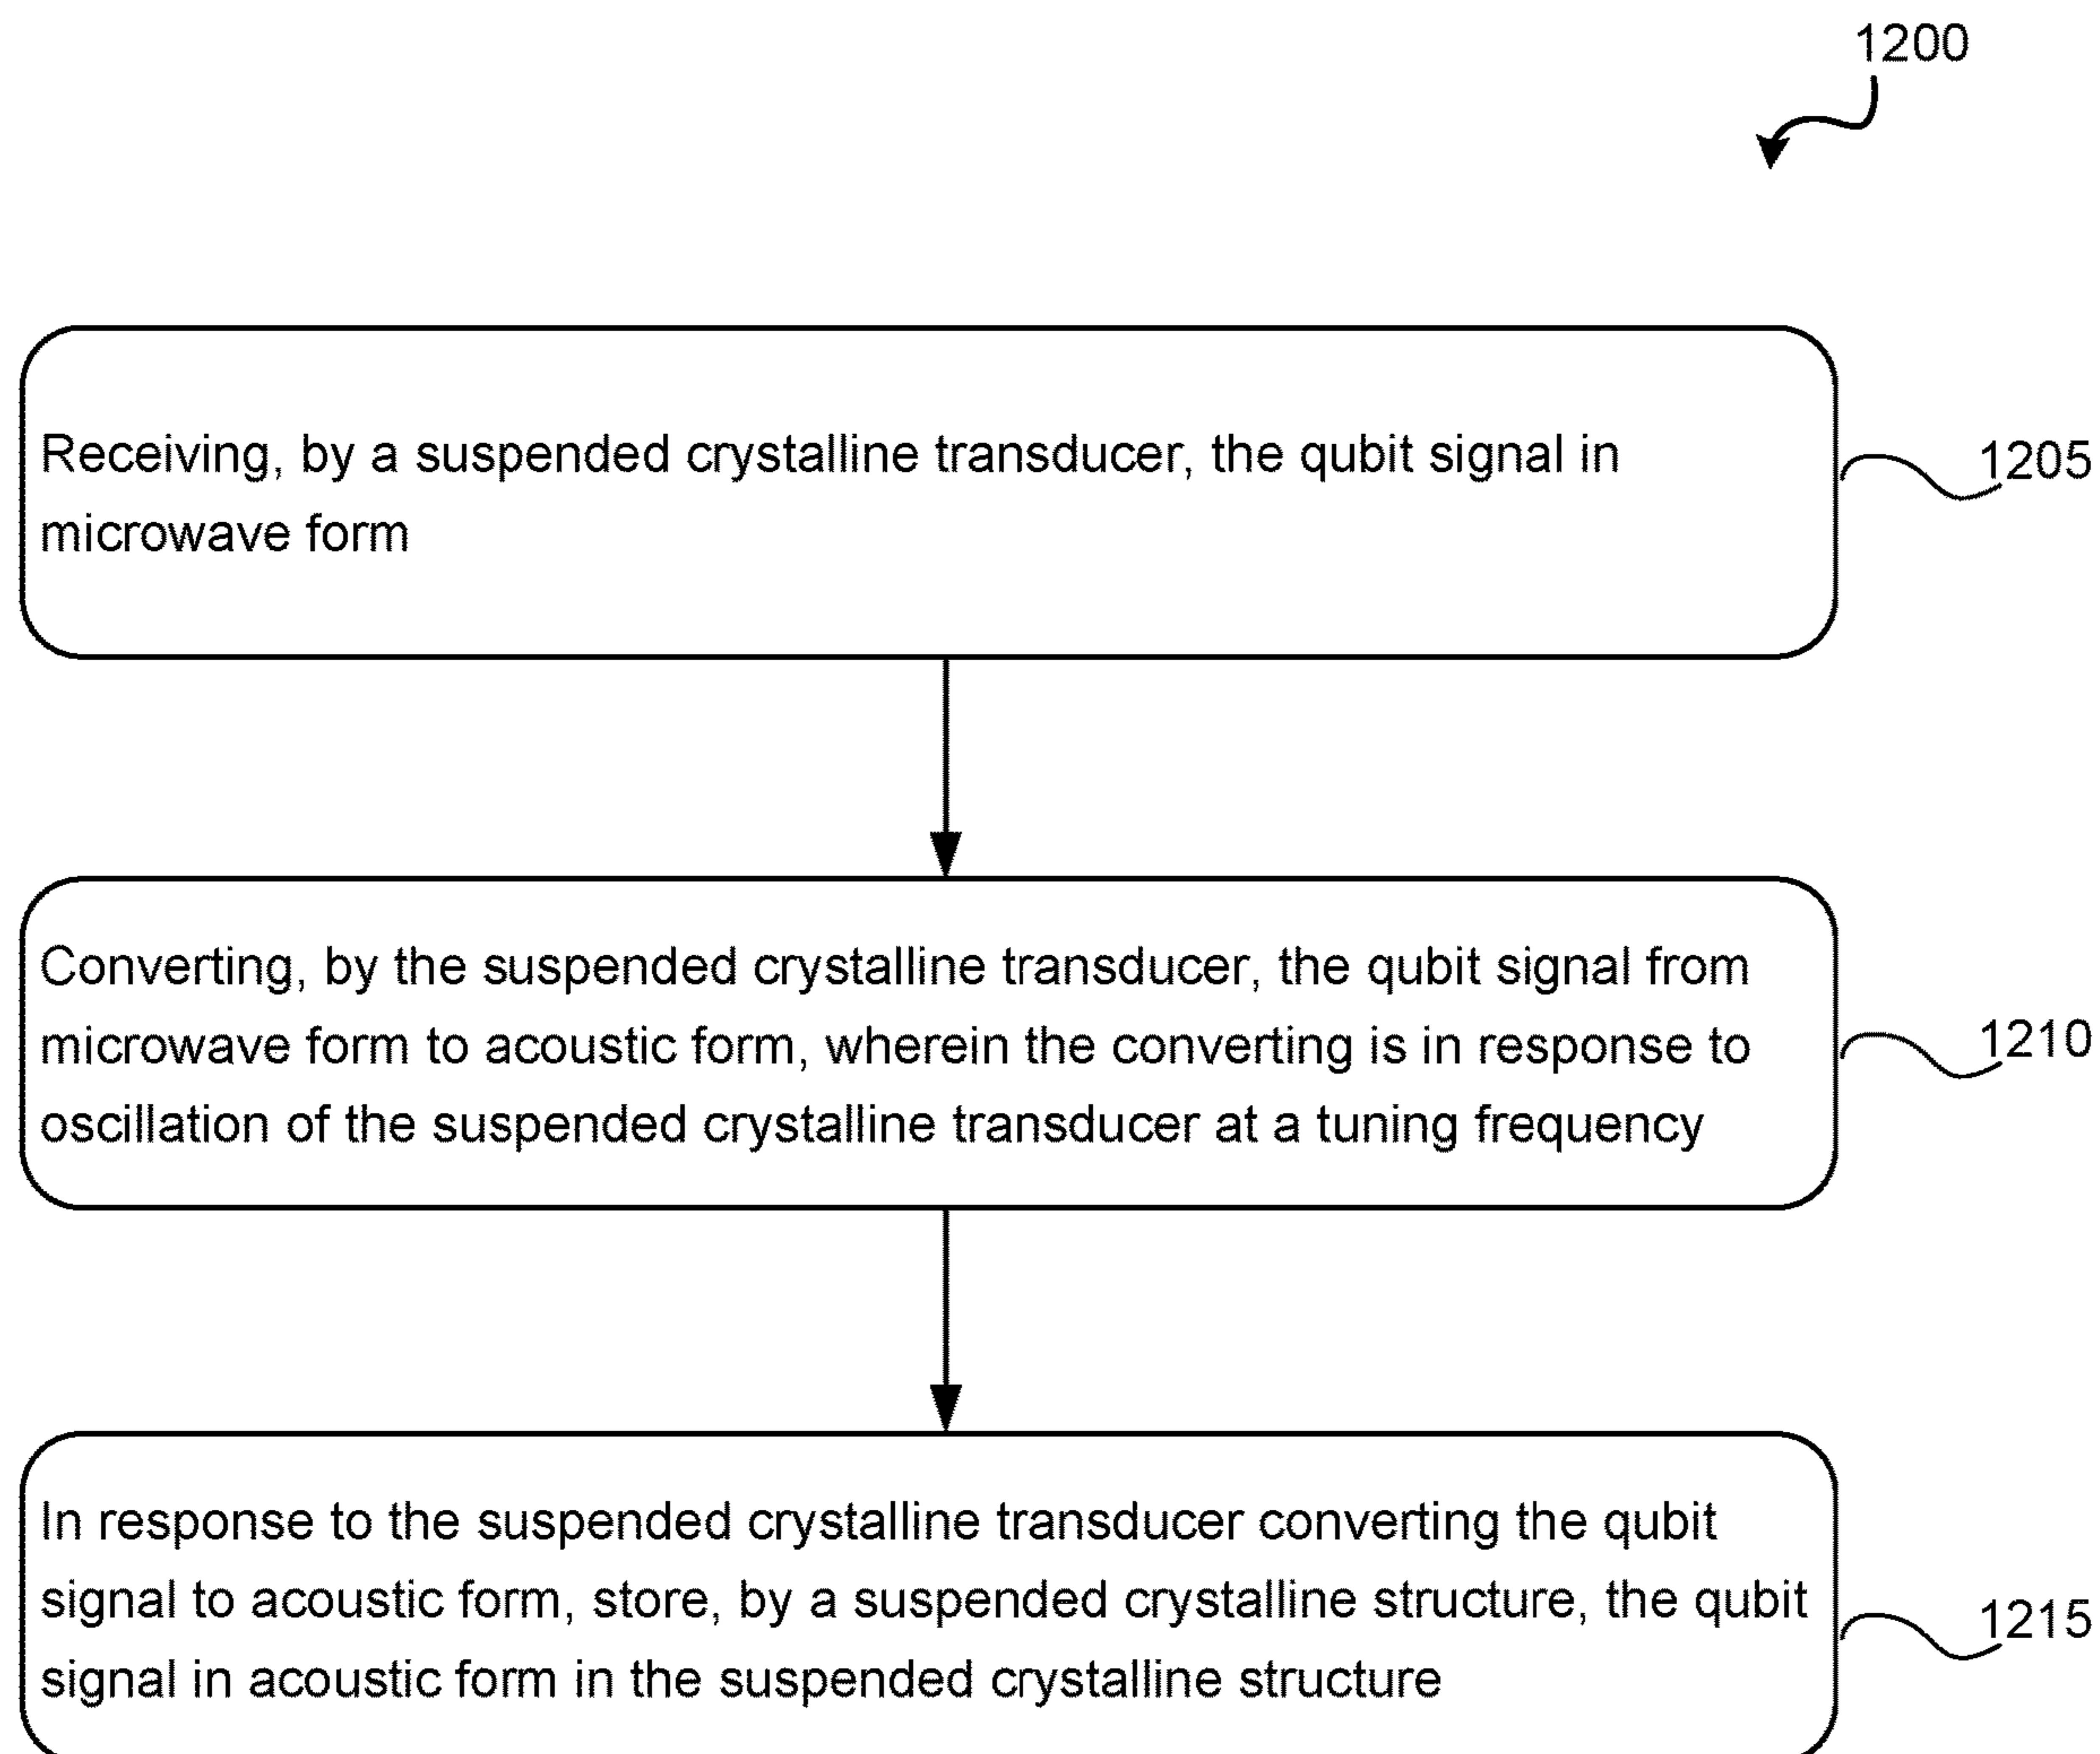 1200
Receiving, by a suspended crystalline transducer, the qubit signal in
microwave form
1205
Converting, by the suspended crystalline transducer, the qubit signal from
microwave form to acoustic form, wherein the converting is in response to
oscillation of the suspended crystalline transducer at a tuning frequency
1210
In response to the suspended crystalline transducer converting the qubit
signal to acoustic form, store, by a suspended crystalline structure, the qubit
signal in acoustic form in the suspended crystalline structure
1215